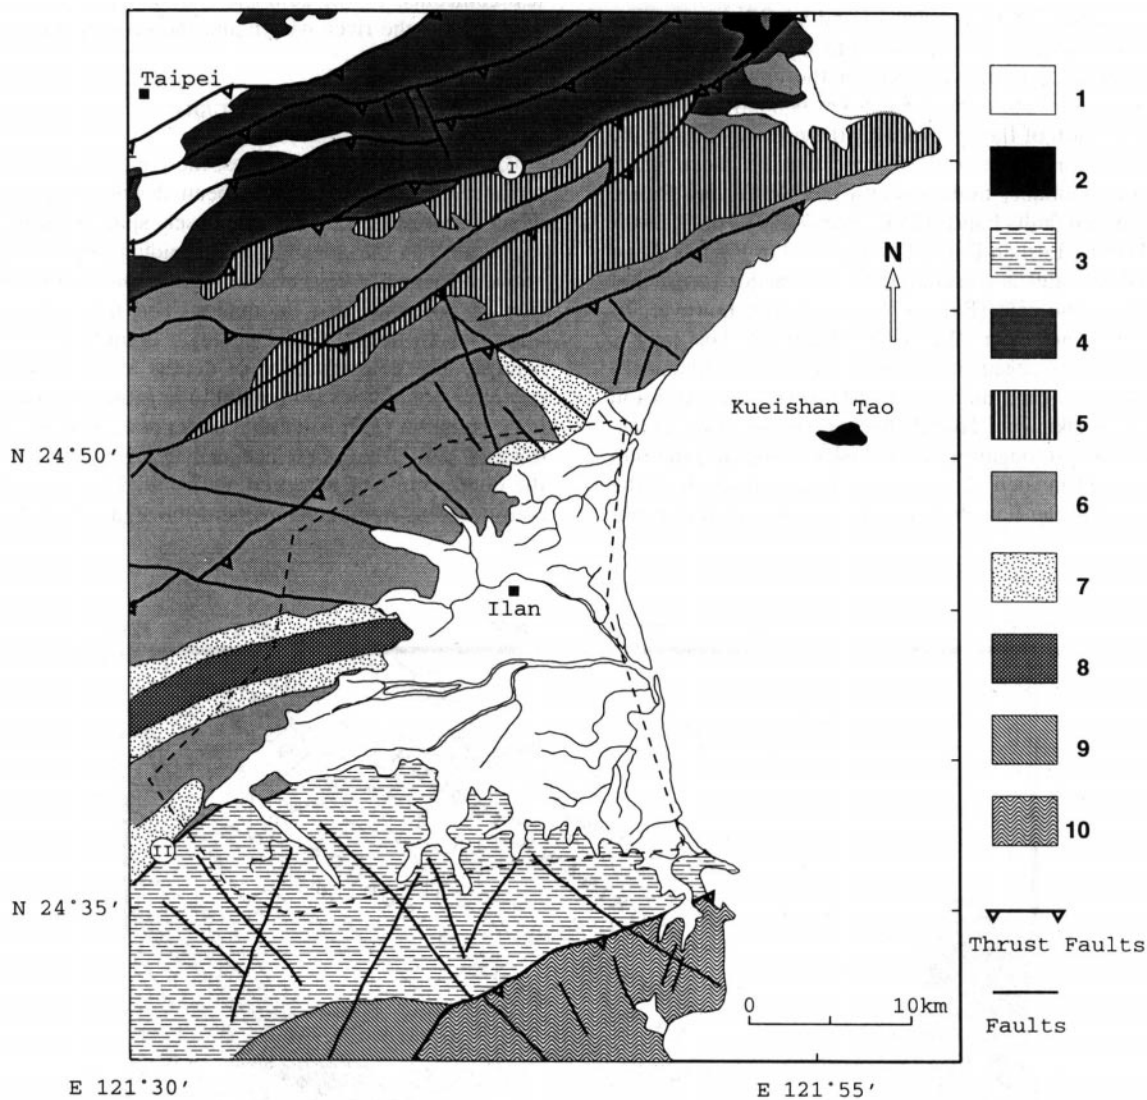 Taipei
I
N
Kueishan Tao
N 24°50'
Ilan
II
N 24°35'
0 10km
E 121°30'
E 121°55'
1
2
3
4
5
6
7
8
9
10
Thrust Faults
Faults